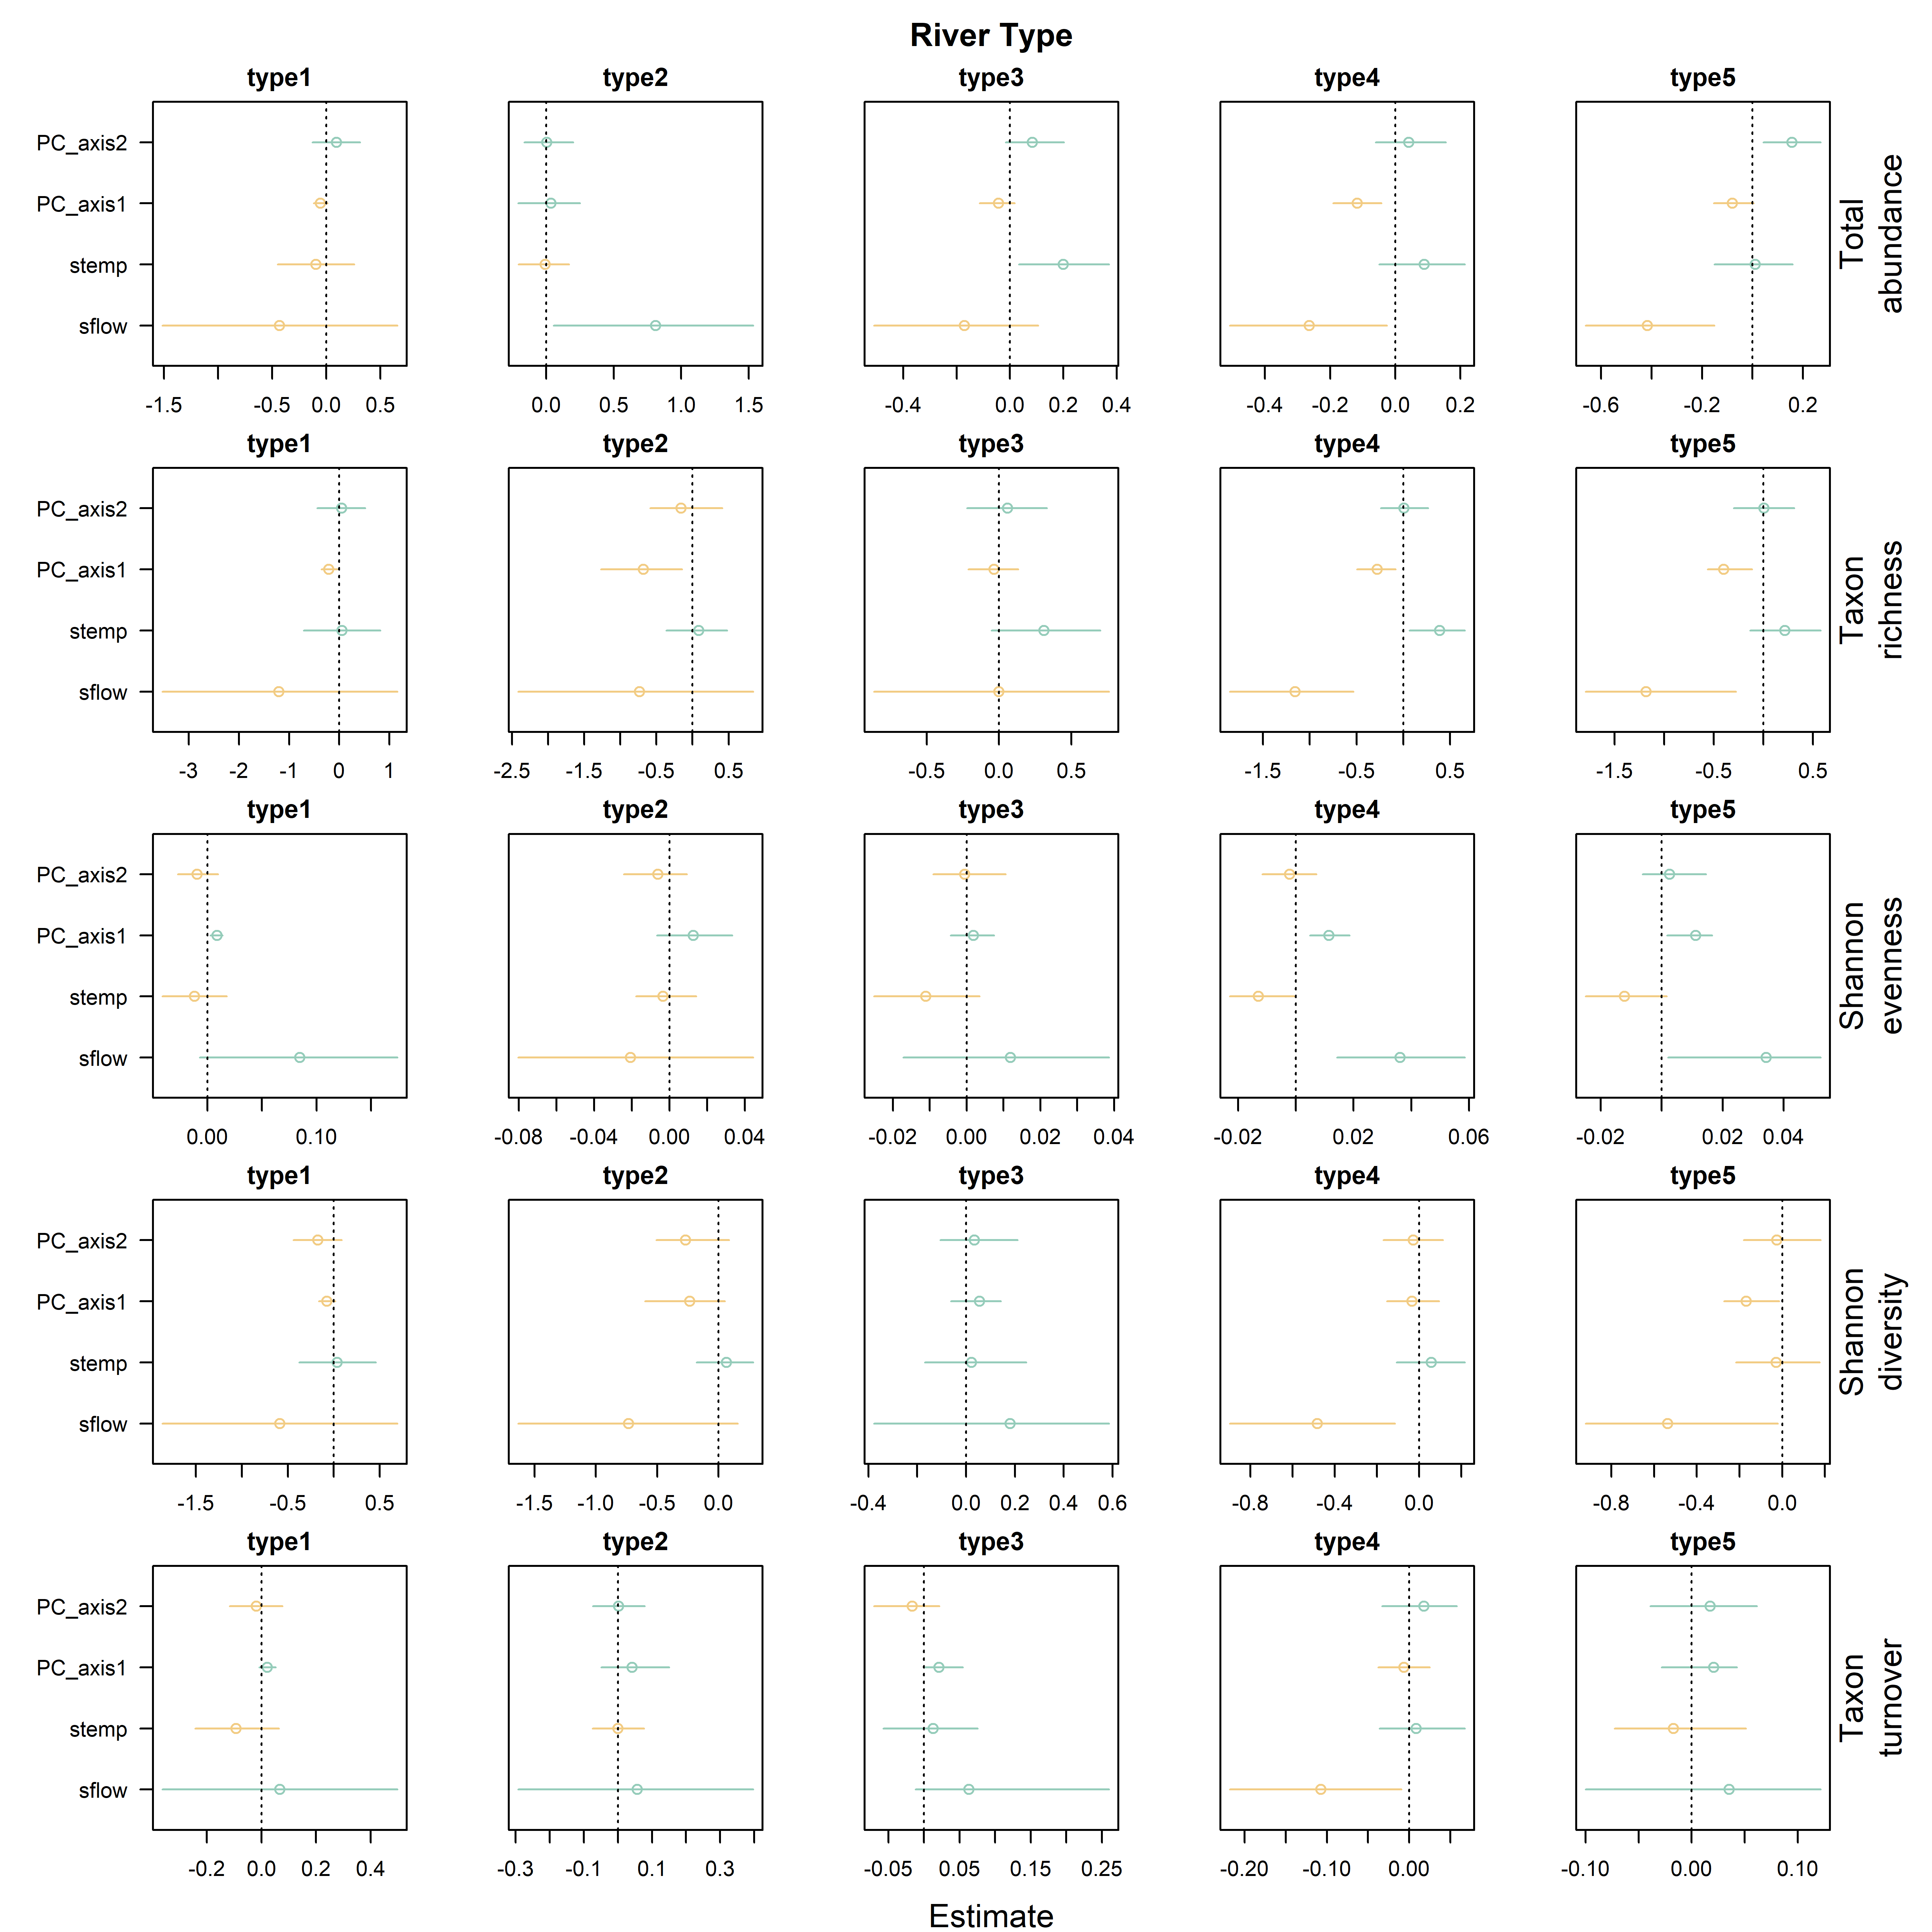 River Type
type1 type2 type3 type4 type5
PC_axis2
PC_axis1
stemp
sflow
Total
abundance
-1.5 -0.5 0.0 0.5 0.0 0.5 1.0 1.5 -0.4 0.0 0.2 0.4 -0.4 -0.2 0.0 0.2 -0.6 -0.2 0.2
type1 type2 type3 type4 type5
PC_axis2
PC_axis1
stemp
sflow
Taxon
richness
-3 -2 -1 0 1 -2.5 -1.5 -0.5 0.5 -0.5 0.0 0.5 -1.5 -0.5 0.5 -1.5 -0.5 0.5
type1 type2 type3 type4 type5
PC_axis2
PC_axis1
stemp
sflow
Shannon
evenness
0.00 0.10 -0.08 -0.04 0.00 0.04 -0.02 0.00 0.02 0.04 -0.02 0.02 0.06 -0.02 0.02 0.04
type1 type2 type3 type4 type5
PC_axis2
PC_axis1
stemp
sflow
Shannon
diversity
-1.5 -0.5 0.5 -1.5 -1.0 -0.5 0.0 -0.4 0.0 0.2 0.4 0.6 -0.8 -0.4 0.0 -0.8 -0.4 0.0
type1 type2 type3 type4 type5
PC_axis2
PC_axis1
stemp
sflow
Taxon
turnover
-0.2 0.0 0.2 0.4 -0.3 -0.1 0.1 0.3 -0.05 0.05 0.15 0.25 -0.20 -0.10 0.00 -0.10 0.00 0.10
Estimate